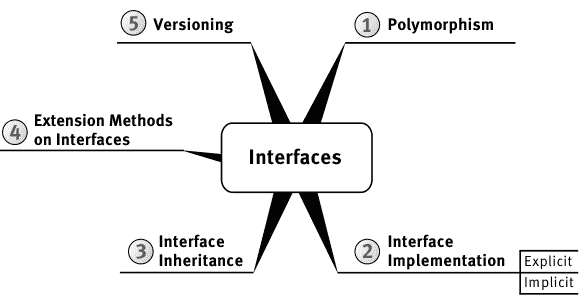 5 Versioning
1 Polymorphism
4 Extension Methods
on Interfaces
Interfaces
3 Interface
Inheritance
2 Interface
Implementation
Explicit
Implicit